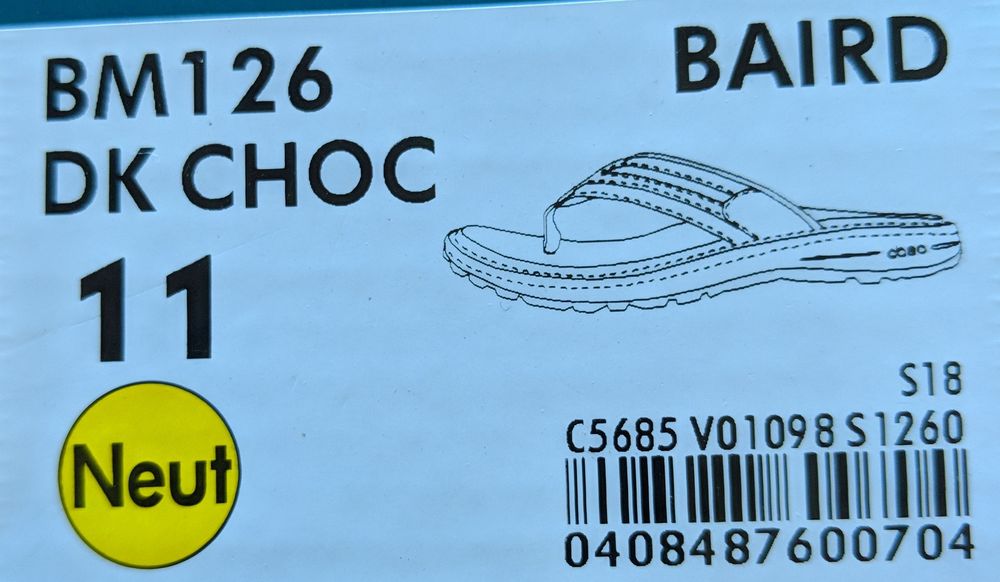 BM126
BAIRD
DK CHOC
11
Neut
S18
C5685 V01098 S1260
0408487600704